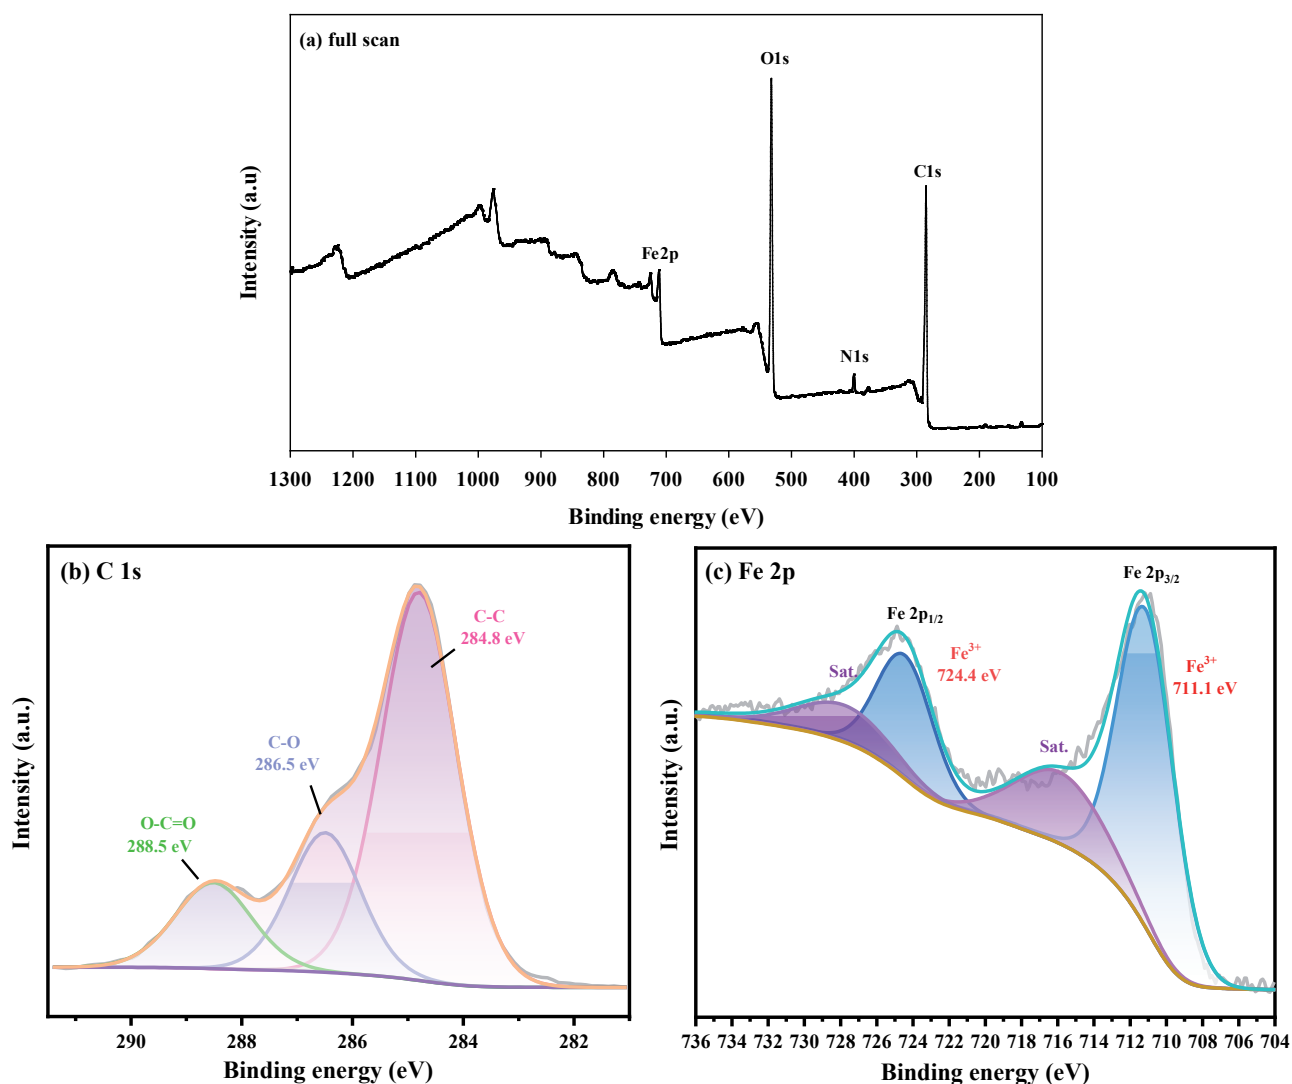 (a) full scan
O1s
C1s
Fe2p
N1s
Intensity (a.u)
1300 1200 1100 1000 900 800 700 600 500 400 300 200 100
Binding energy (eV)
(b) C 1s
C-C
284.8 eV
C-O
286.5 eV
O-C=O
288.5 eV
Intensity (a.u.)
290 288 286 284 282
Binding energy (eV)
(c) Fe 2p
Fe 2p3/2
Fe 2p1/2
Fe3+
724.4 eV
Fe3+
711.1 eV
Sat.
Sat.
Intensity (a.u.)
736 734 732 730 728 726 724 722 720 718 716 714 712 710 708 706 704
Binding energy (eV)